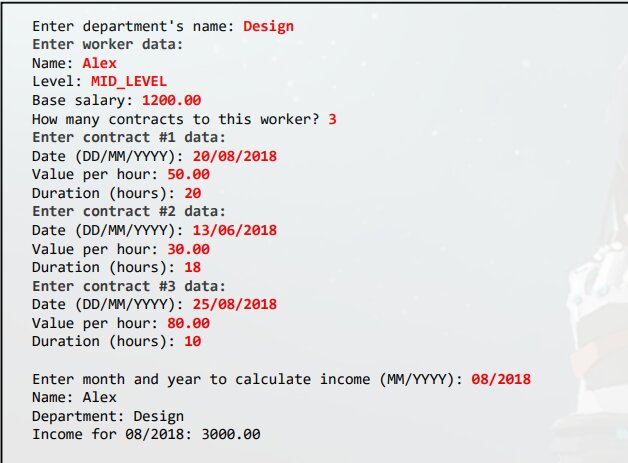 Enter department's name: Design
Enter worker data:
Name: Alex
Level: MID_LEVEL
Base salary: 1200.00
How many contracts to this worker? 3
Enter contract #1 data:
Date (DD/MM/YYYY): 20/08/2018
Value per hour: 50.00
Duration (hours): 20
Enter contract #2 data:
Date (DD/MM/YYYY): 13/06/2018
Value per hour: 30.00
Duration (hours): 18
Enter contract #3 data:
Date (DD/MM/YYYY): 25/08/2018
Value per hour: 80.00
Duration (hours): 10
Enter month and year to calculate income (MM/YYYY): 08/2018
Name: Alex
Department: Design
Income for 08/2018: 3000.00